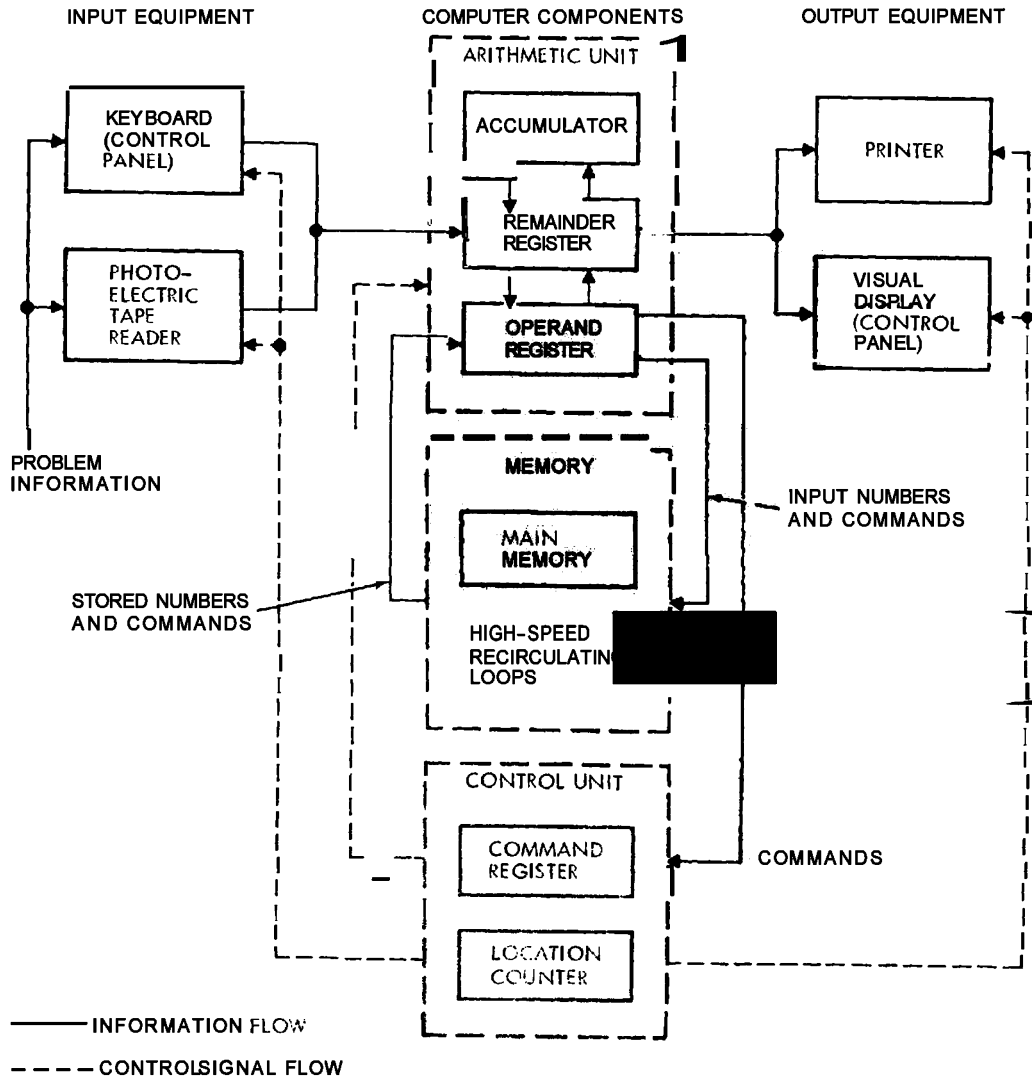 INPUT EQUIPMENT
COMPUTER COMPONENTS
OUTPUT EQUIPMENT
ARITHMETIC UNIT
KEYBOARD
(CONTROL
PANEL)
ACCUMULATOR
PRINTER
REMAINDER
REGISTER
PHOTO-
ELECTRIC
TAPE
READER
VISUAL
DISPLAY
(CONTROL
PANEL)
OPERAND
REGISTER
PROBLEM
INFORMATION
MEMORY
INPUT NUMBERS
AND COMMANDS
MAIN
MEMORY
STORED NUMBERS
AND COMMANDS
HIGH-SPEED
LOOPS
CONTROL UNIT
COMMAND
REGISTER
COMMANDS
LOCATION
COUNTER
INFORMATION FLOW
CONTROLSIGNAL FLOW